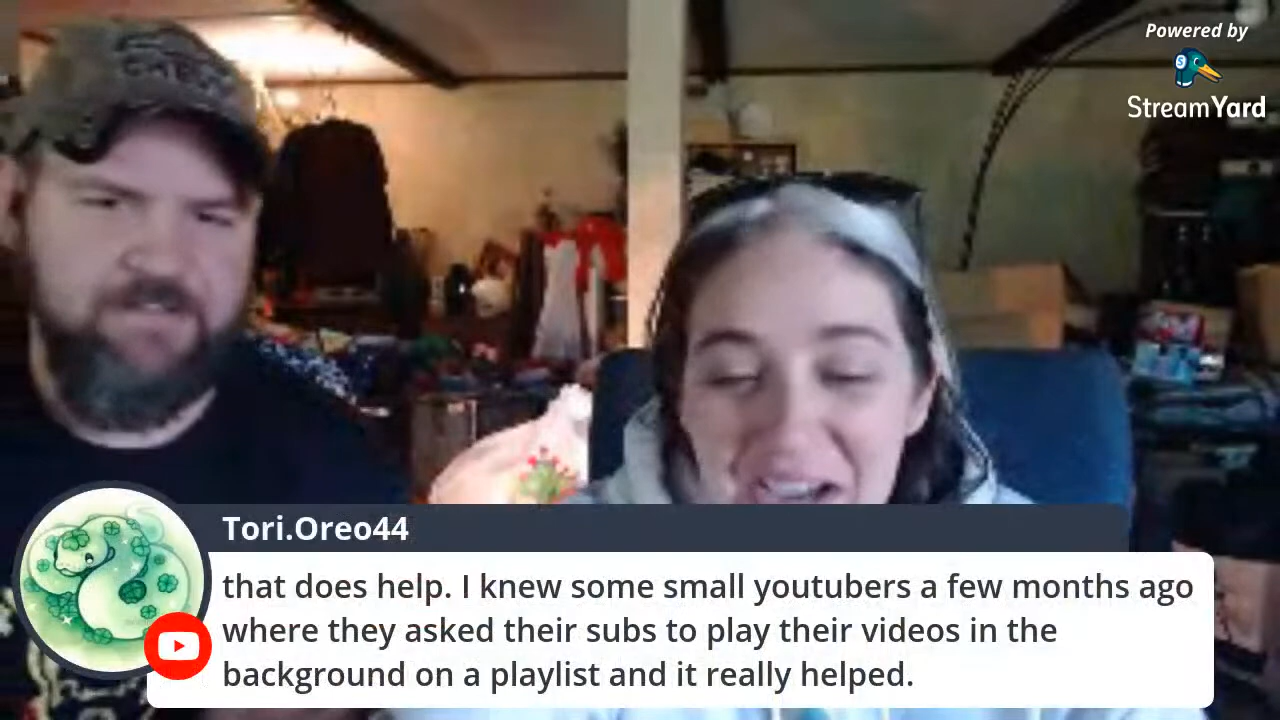 Powered by
StreamYard
Tori.Oreo44
that does help. I knew some small youtubers a few months ago
where they asked their subs to play their videos in the
background on a playlist and it really helped.